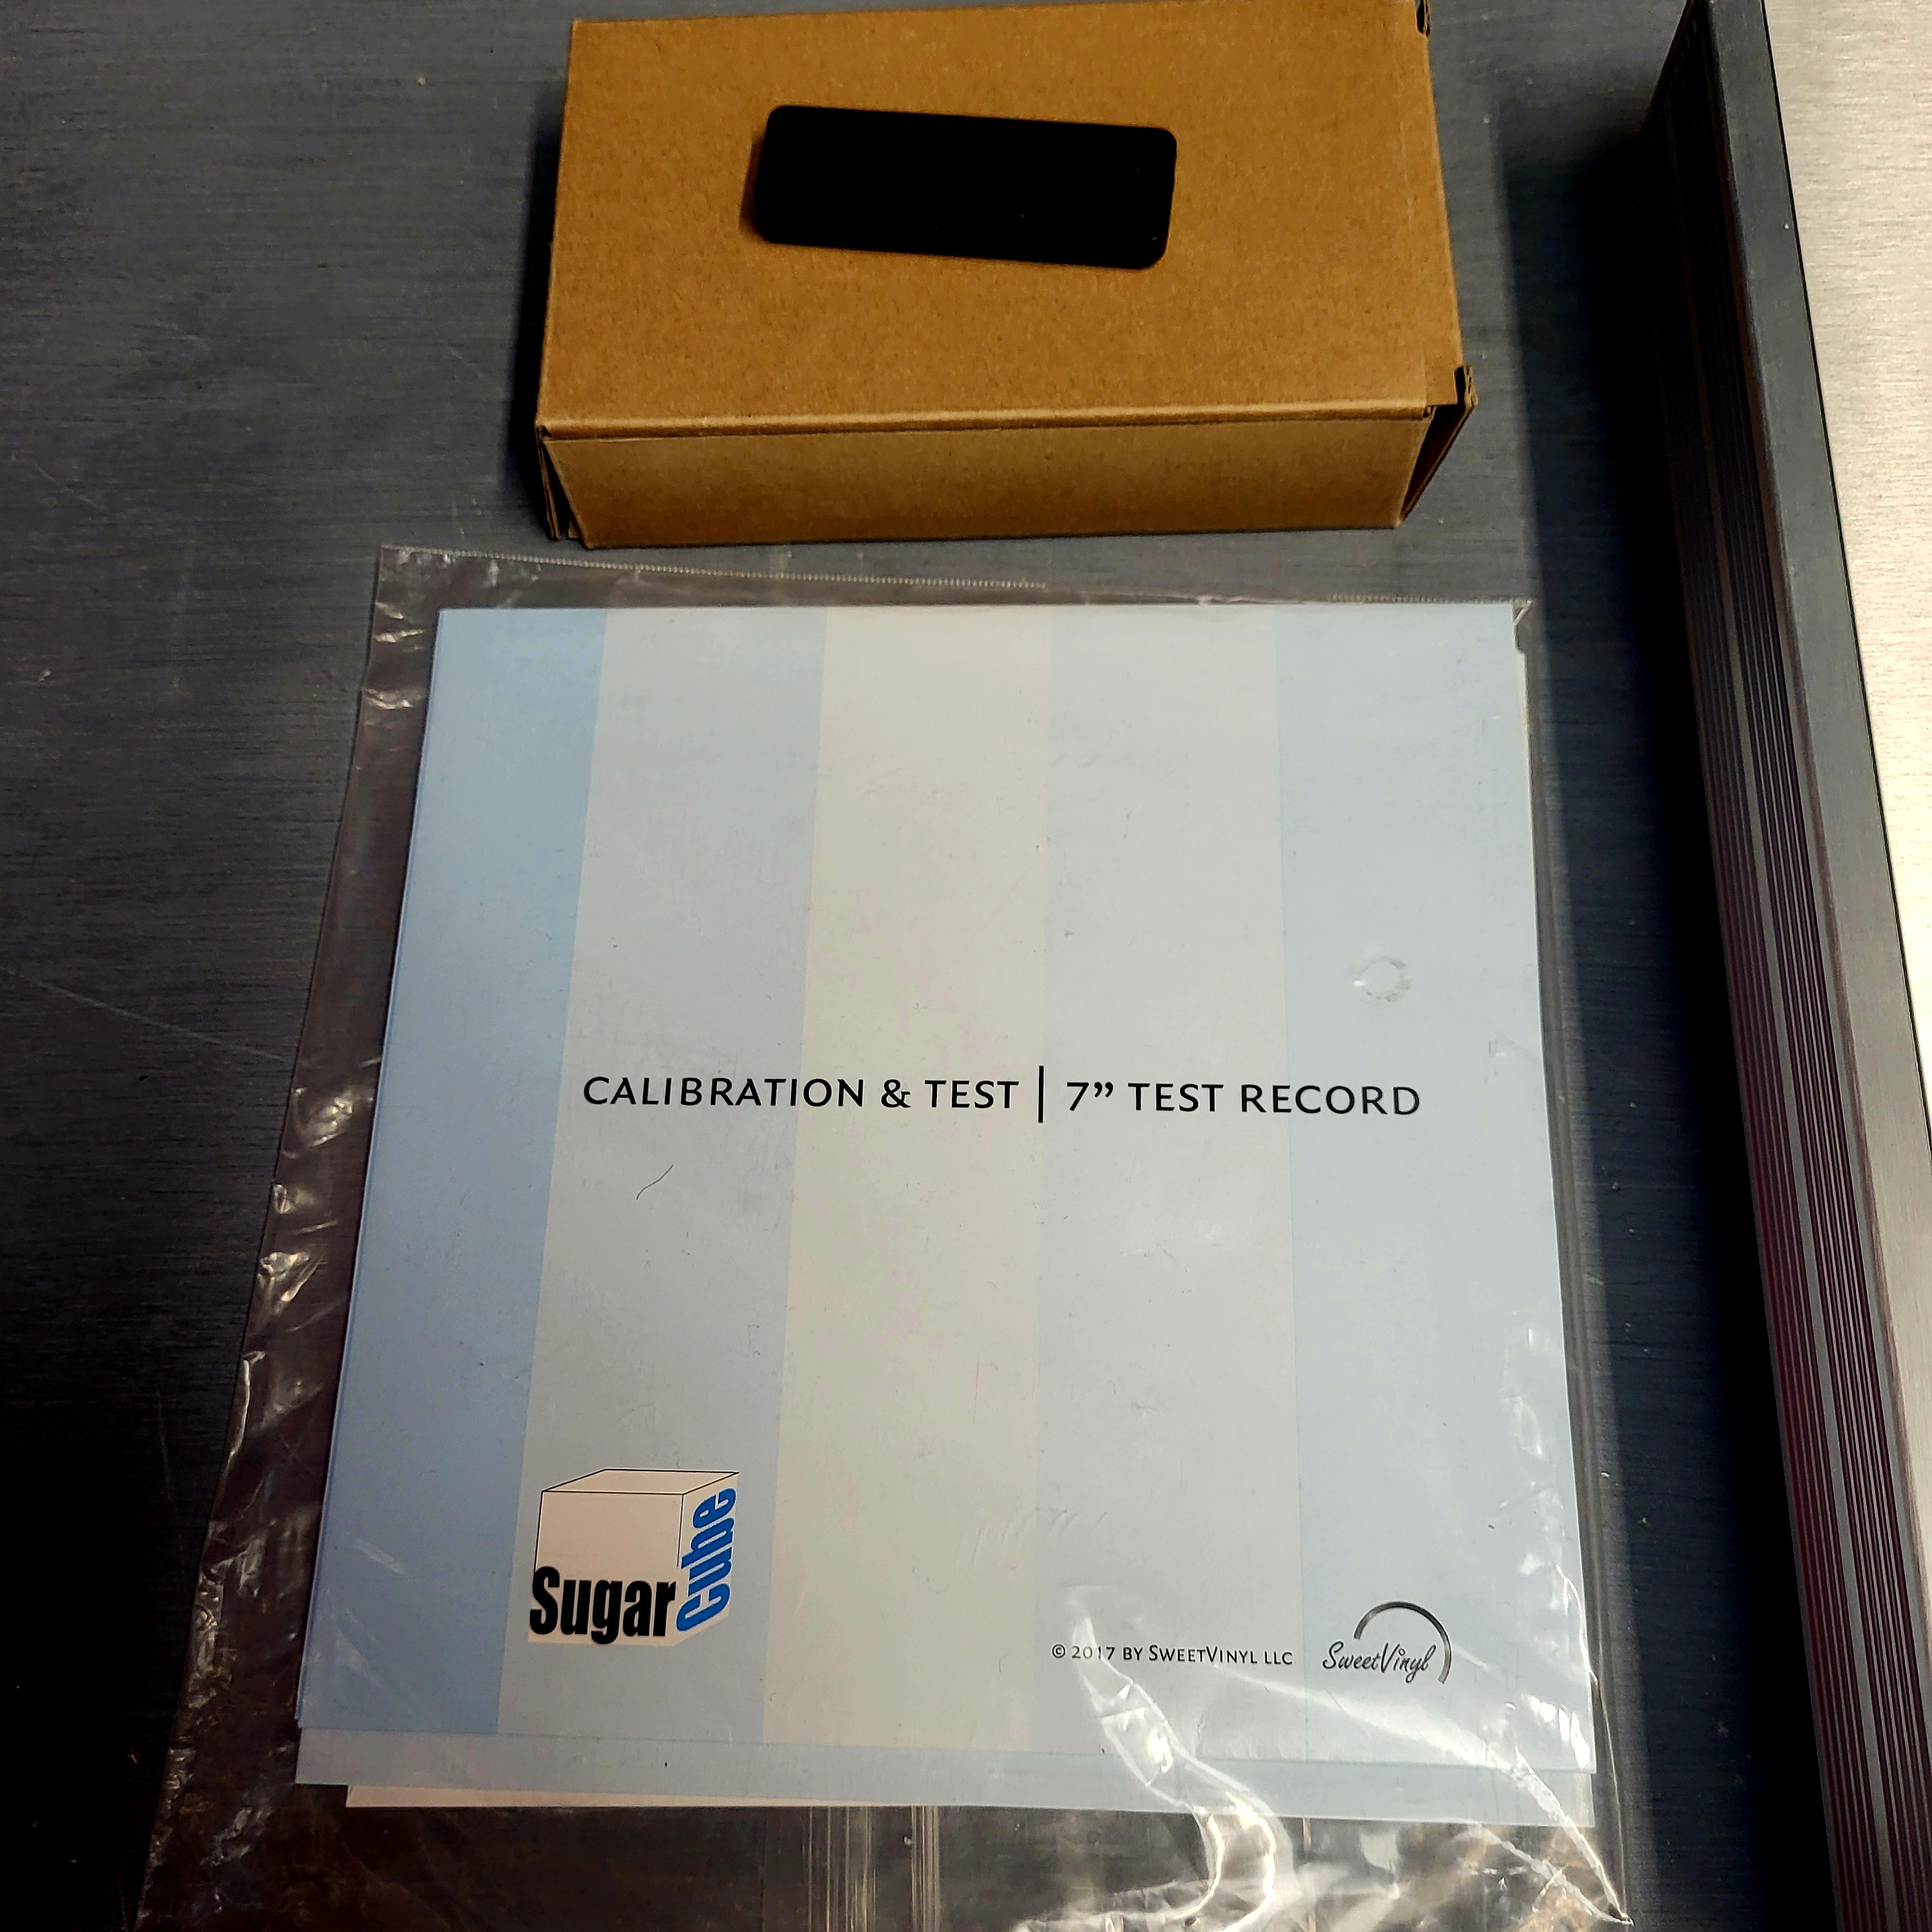 CALIBRATION & TEST | 7” TEST RECORD
Sugar Cube
© 2017 BY SWEETVINYL LLC
SweetVinyl